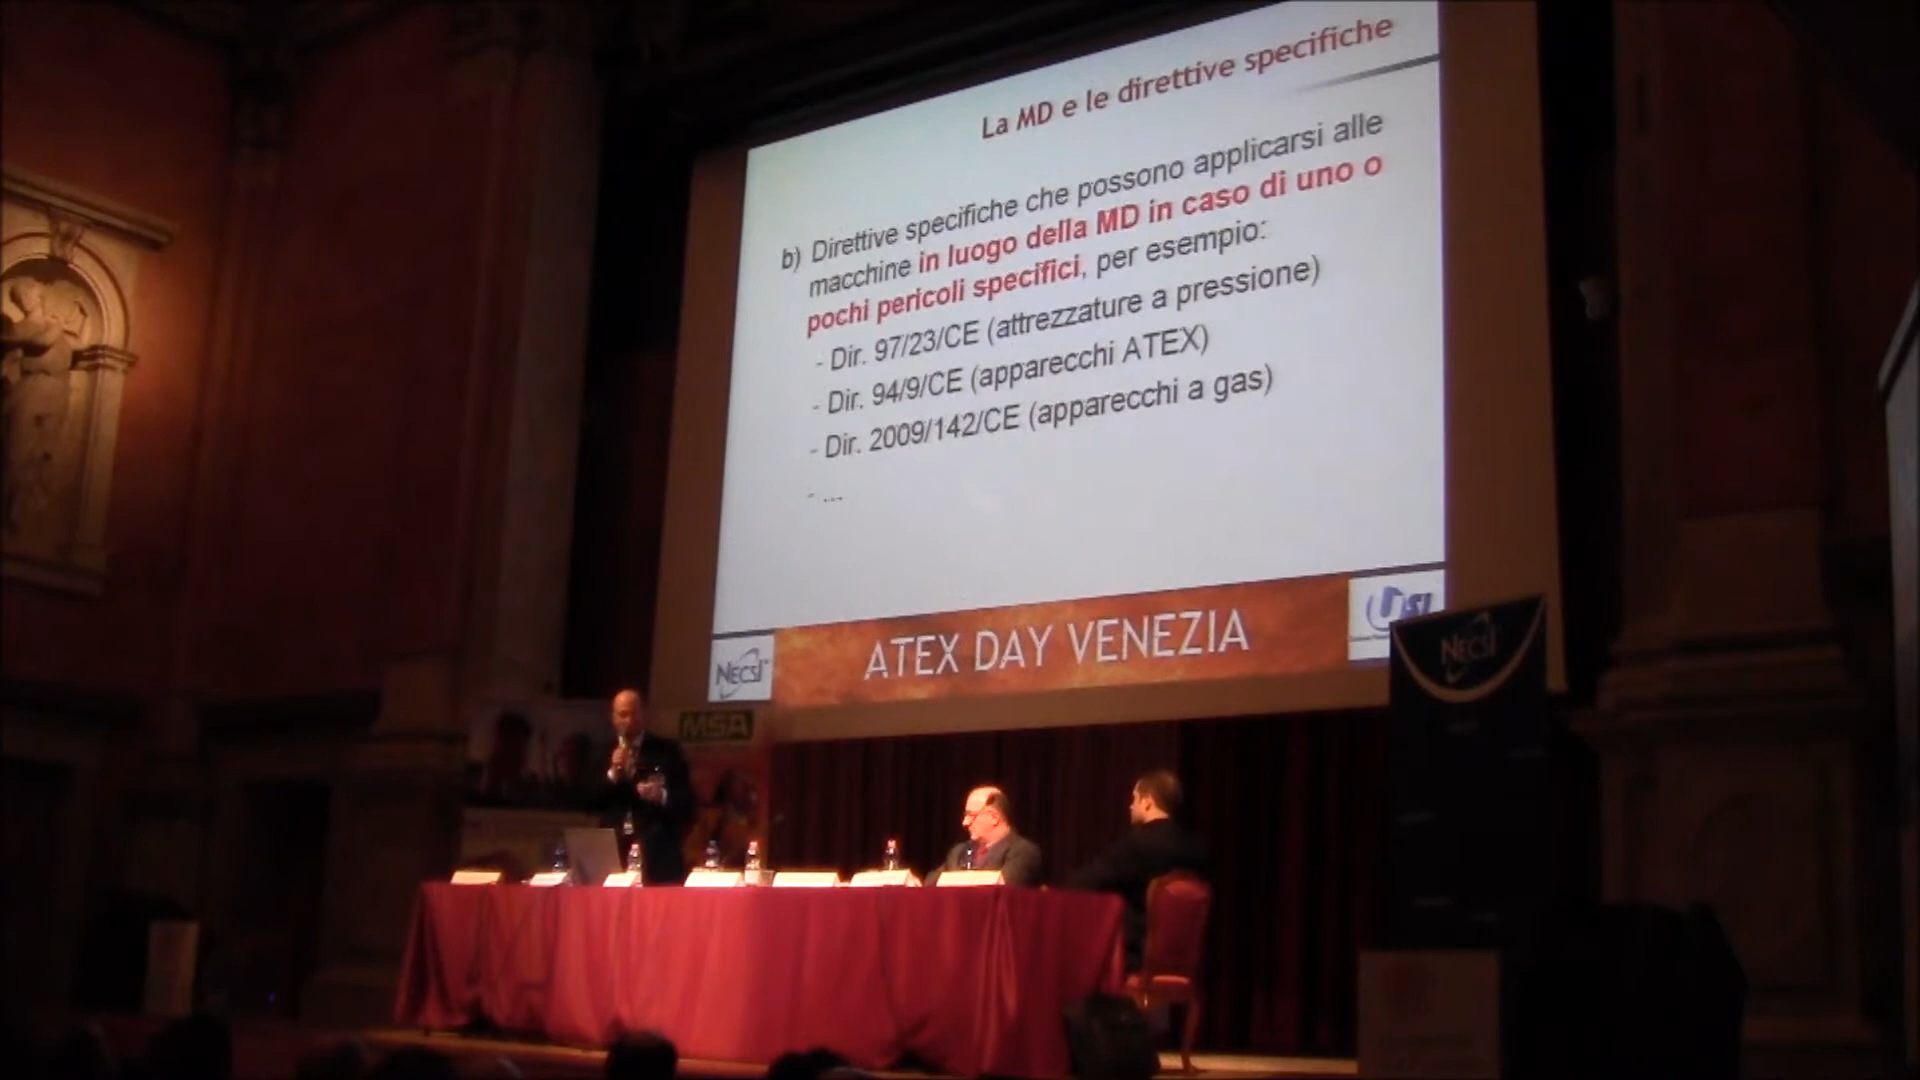 La MD e le direttive specifiche
b) Direttive specifiche che possono applicarsi alle
macchine in luogo della MD in caso di uno o
pochi pericoli specifici, per esempio:
- Dir. 97/23/CE (attrezzature a pressione)
- Dir. 94/9/CE (apparecchi ATEX)
- Dir. 2009/142/CE (apparecchi a gas)
- ...
NECSI
ATEX DAY VENEZIA
NECSI
MSA